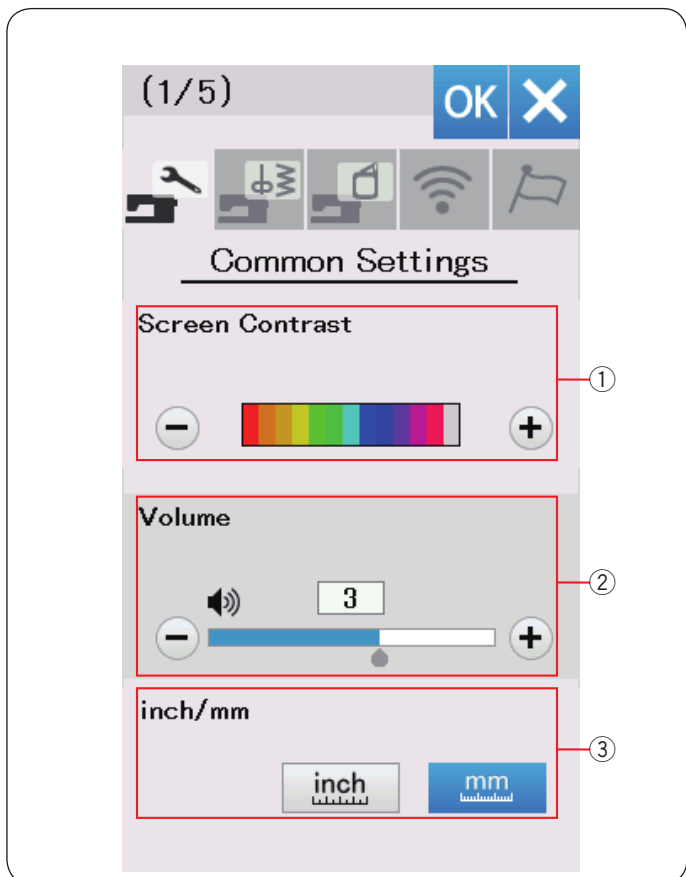 (1/5)
OK
Common Settings
Screen Contrast
①
− +
Volume
②
3
− +
inch/mm
③
inch mm